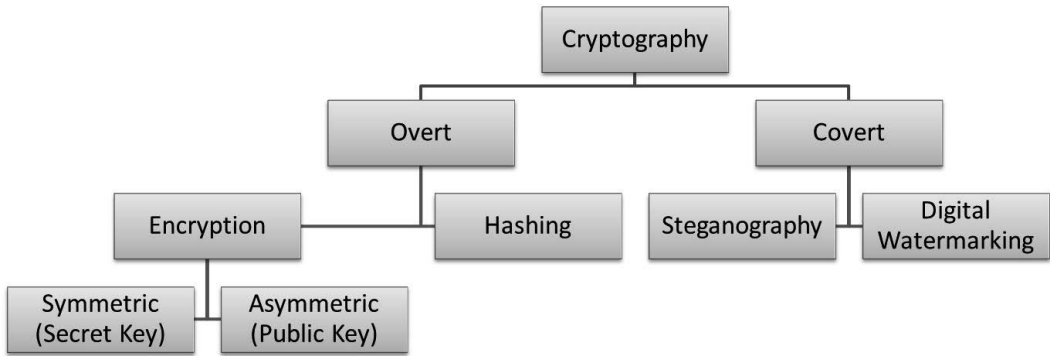 Cryptography
Overt
Covert
Encryption
Hashing
Steganography
Digital
Watermarking
Symmetric
(Secret Key)
Asymmetric
(Public Key)